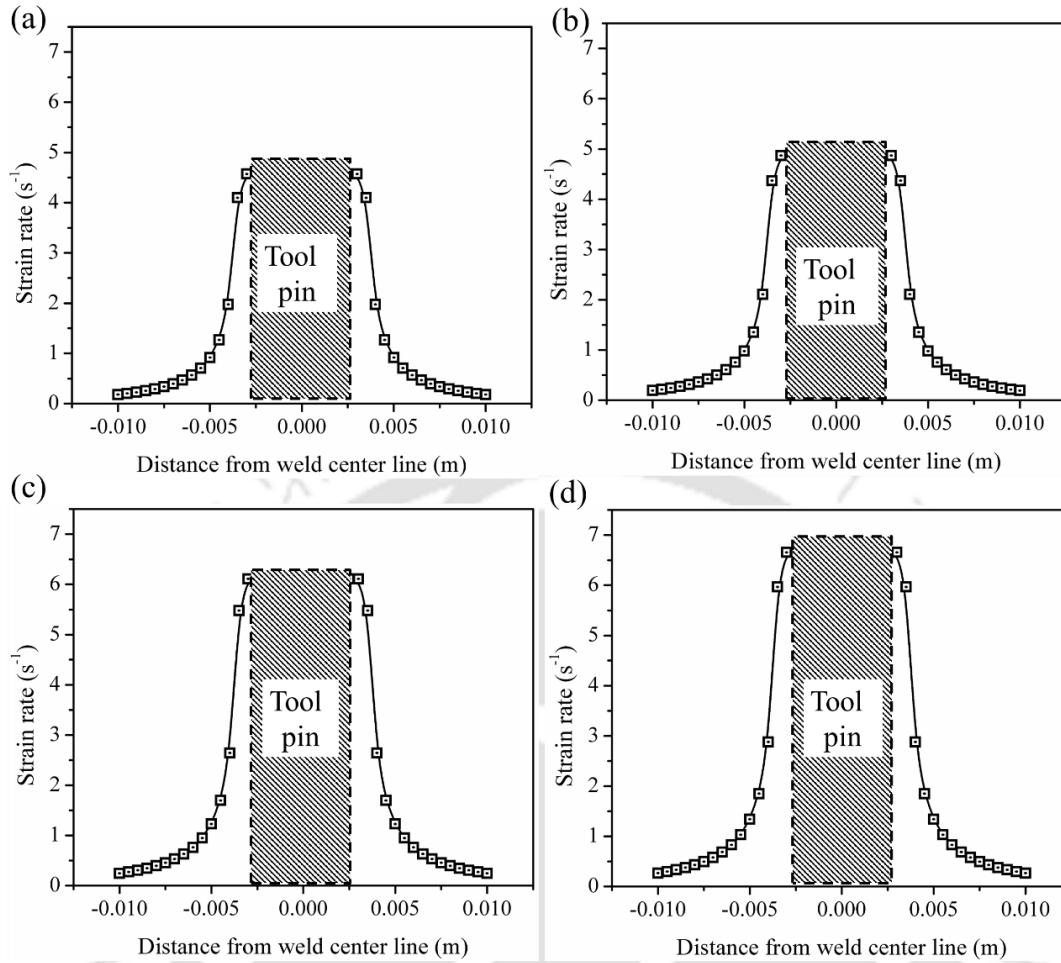 (a)
7
6
5
4
3
2
1
0
Strain rate (s⁻¹)
Tool
pin
-0.010 -0.005 0.000 0.005 0.010
Distance from weld center line (m)
(b)
7
6
5
4
3
2
1
0
Strain rate (s⁻¹)
Tool
pin
-0.010 -0.005 0.000 0.005 0.010
Distance from weld center line (m)
(c)
7
6
5
4
3
2
1
0
Strain rate (s⁻¹)
Tool
pin
-0.010 -0.005 0.000 0.005 0.010
Distance from weld center line (m)
(d)
7
6
5
4
3
2
1
0
Strain rate (s⁻¹)
Tool
pin
-0.010 -0.005 0.000 0.005 0.010
Distance from weld center line (m)